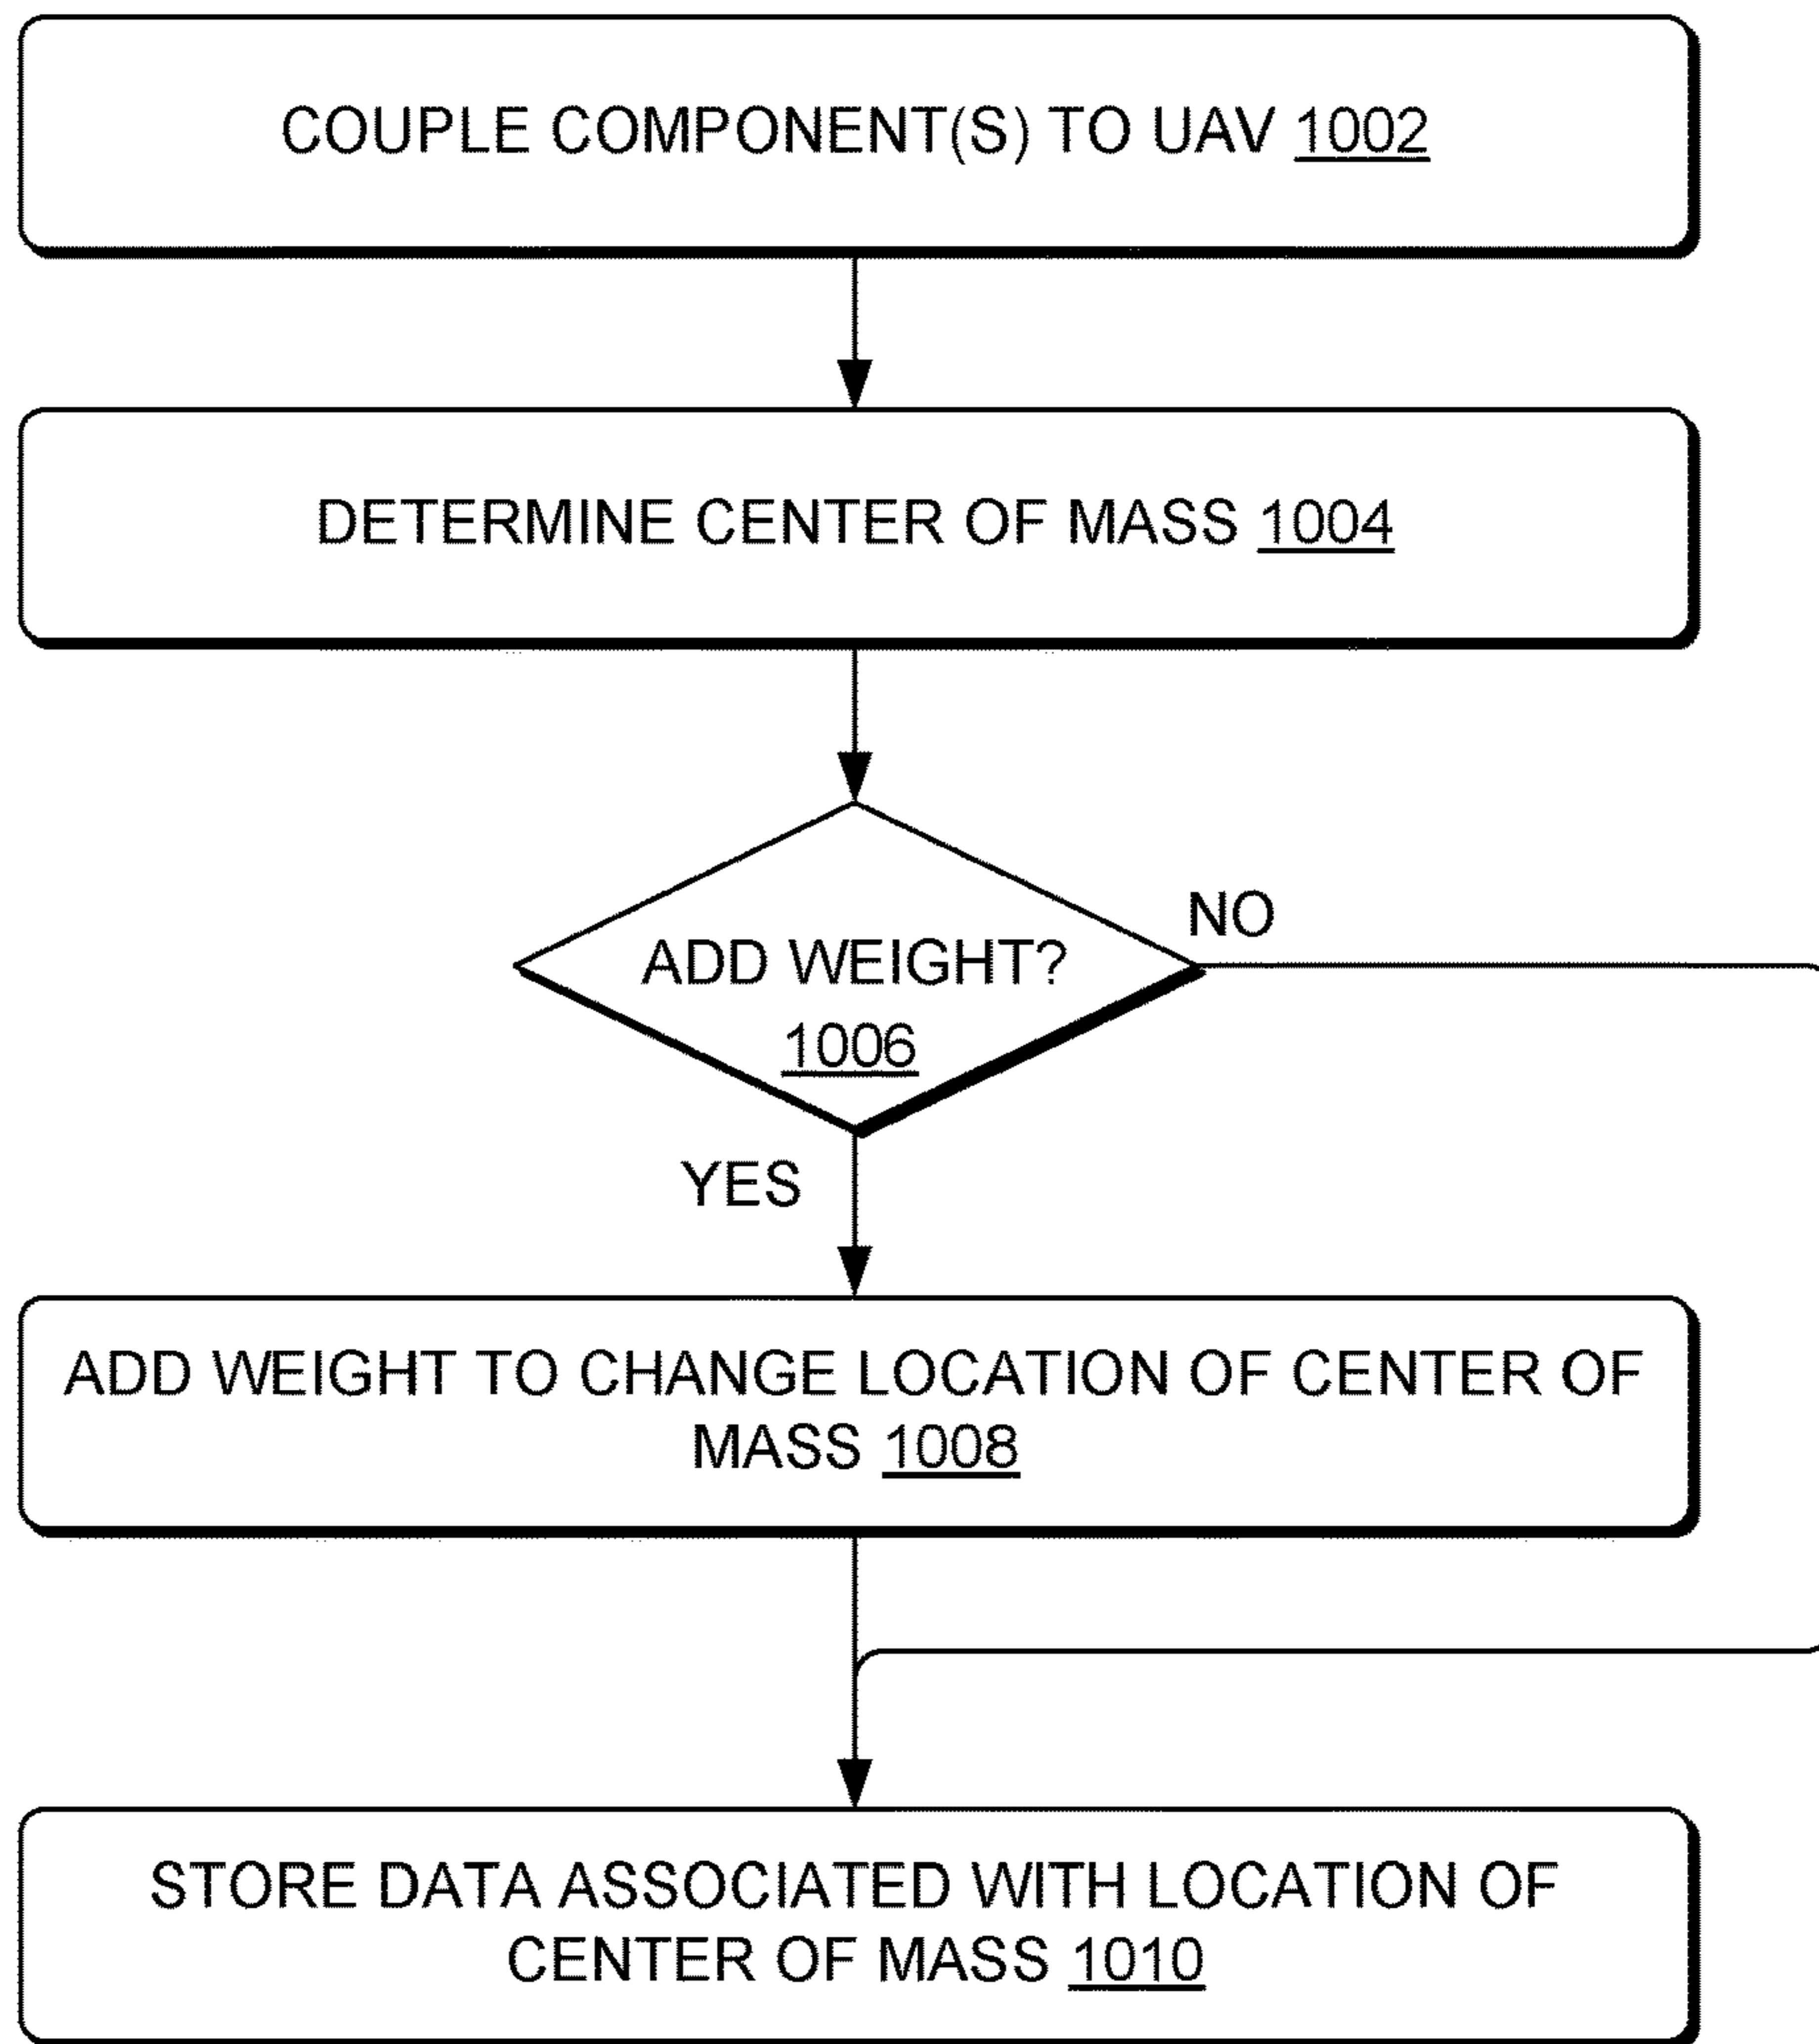 COUPLE COMPONENT(S) TO UAV 1002
DETERMINE CENTER OF MASS 1004
NO
ADD WEIGHT?
1006
YES
ADD WEIGHT TO CHANGE LOCATION OF CENTER OF
MASS 1008
STORE DATA ASSOCIATED WITH LOCATION OF
CENTER OF MASS 1010